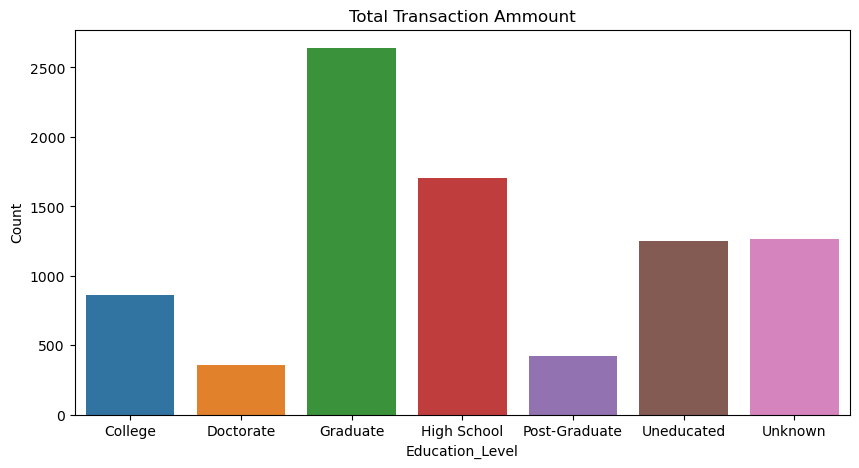 Total Transaction Ammount
2500
2000
1500
1000
500
0
Count
College Doctorate Graduate High School Post-Graduate Uneducated Unknown
Education_Level